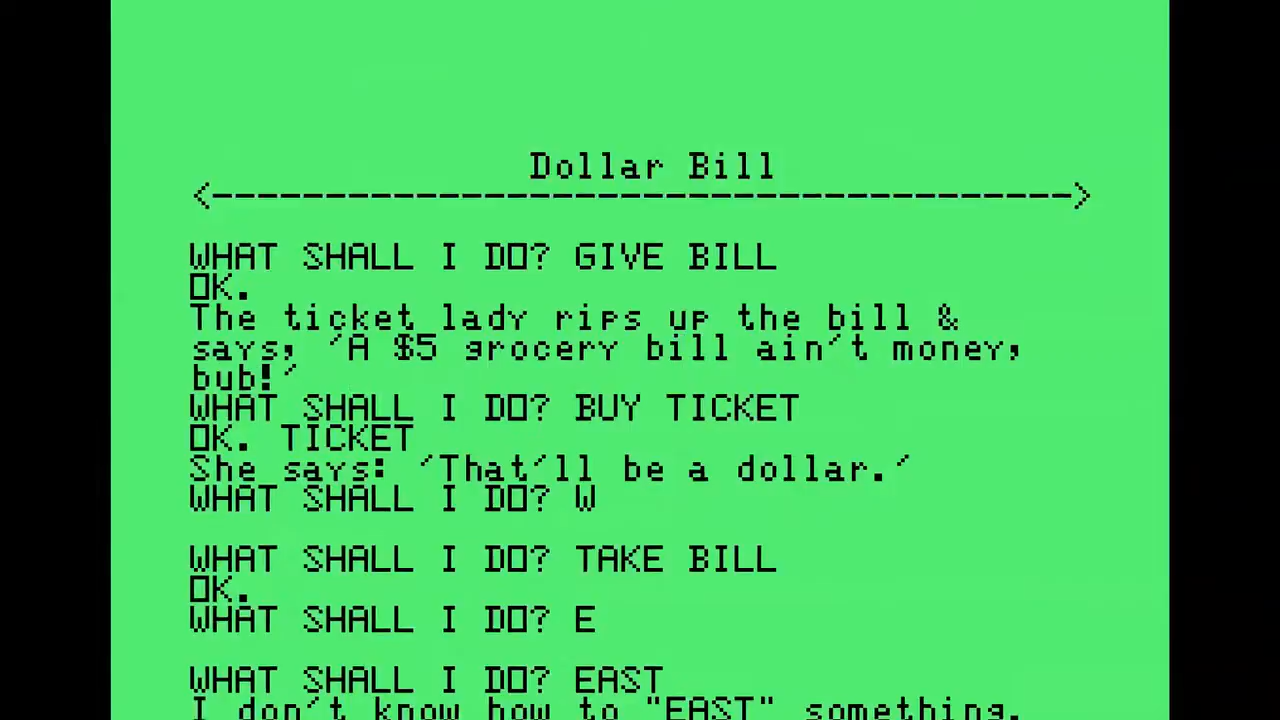 Dollar Bill
<-------------------------------------->
WHAT SHALL I DO? GIVE BILL
OK.
The ticket lady rips up the bill &
says, 'A $5 grocery bill ain't money,
bub!'
WHAT SHALL I DO? BUY TICKET
OK. TICKET
She says: 'That'll be a dollar.'
WHAT SHALL I DO? W
WHAT SHALL I DO? TAKE BILL
OK.
WHAT SHALL I DO? E
WHAT SHALL I DO? EAST
I don't know how to "EAST" something.